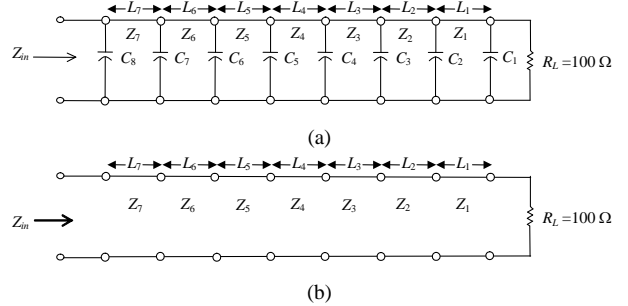 L7 L6 L5 L4 L3 L2 L1
Z7 Z6 Z5 Z4 Z3 Z2 Z1
Zin C8 C7 C6 C5 C4 C3 C2 C1 RL =100 Ω
(a)
L7 L6 L5 L4 L3 L2 L1
Z7 Z6 Z5 Z4 Z3 Z2 Z1
Zin RL =100 Ω
(b)